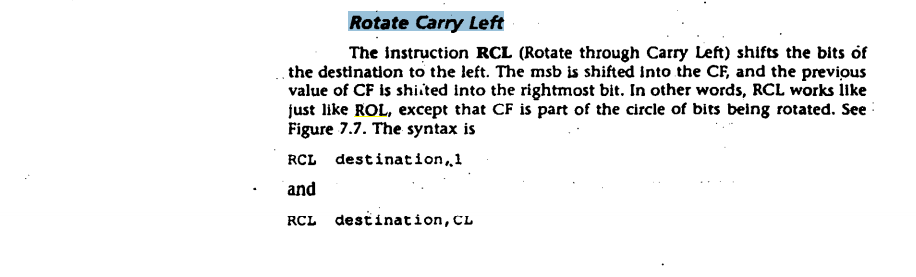 Rotate Carry Left
The instruction RCL (Rotate through Carry Left) shifts the bits of
the destination to the left. The msb is shifted into the CF, and the previous
value of CF is shifted into the rightmost bit. In other words, RCL works like
just like ROL, except that CF is part of the circle of bits being rotated. See
Figure 7.7. The syntax is
RCL destination,1
and
RCL destination,CL